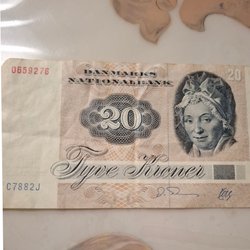 0659276
DANMARKS
NATIONALBANK
20
20
Tyve Kroner
C7882J